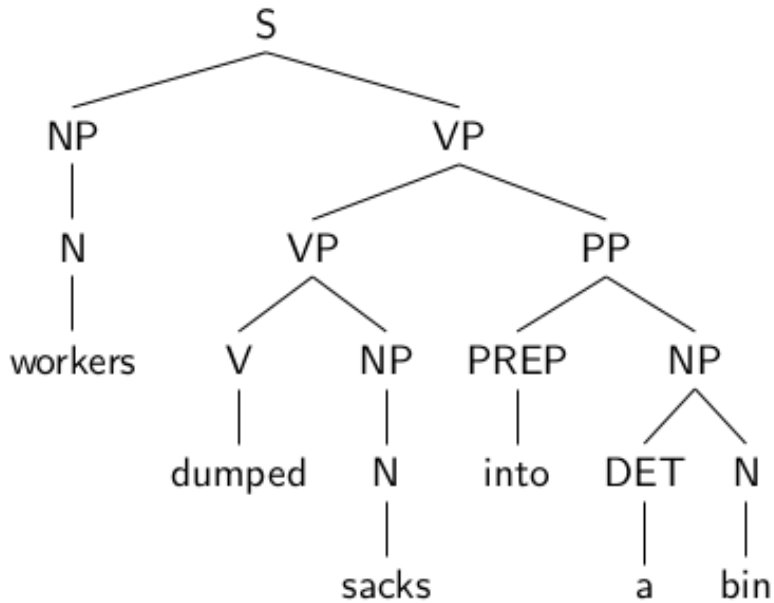 S
NP VP
N VP PP
workers V NP PREP NP
dumped N into DET N
sacks a bin